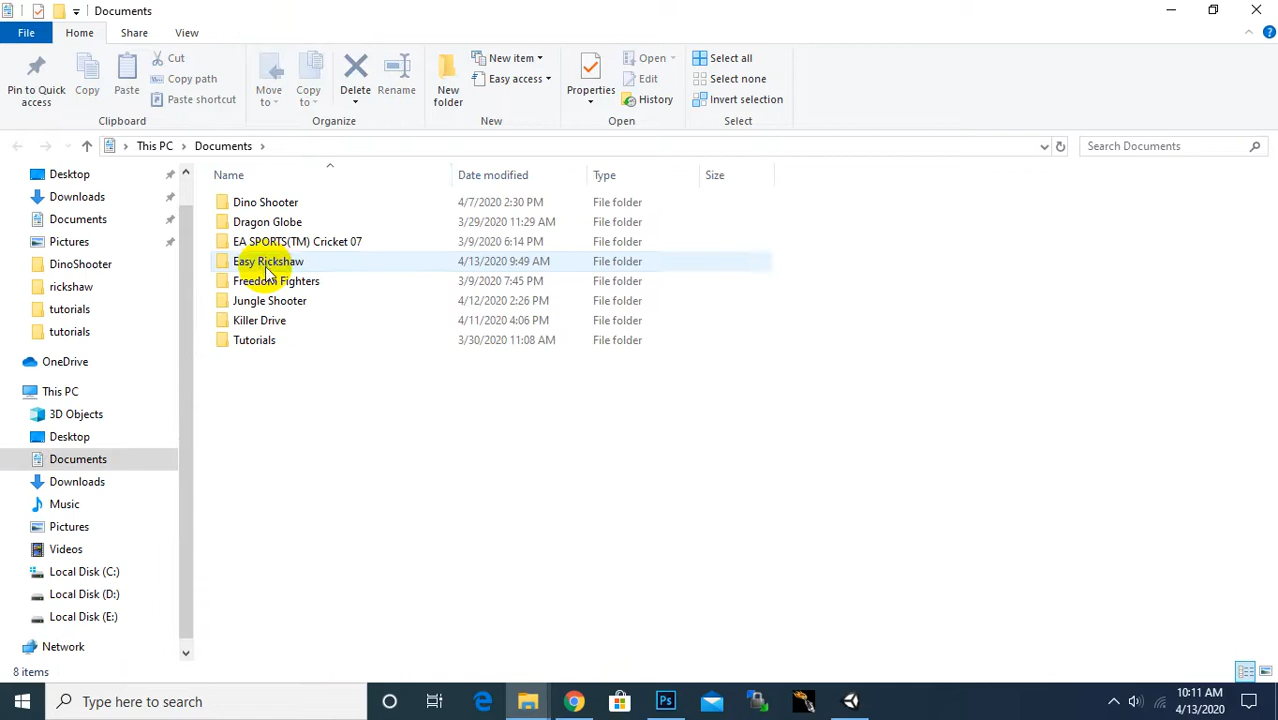 Documents
File Home Share View
Pin to Quick access
Copy
Paste
Cut
Copy path
Paste shortcut
Clipboard
Move to
Copy to
Delete
Rename
Organize
New folder
New item
Easy access
New
Properties
Open
Edit
History
Open
Select all
Select none
Invert selection
Select
This PC Documents
Search Documents
Desktop
Downloads
Documents
Pictures
DinoShooter
rickshaw
tutorials
tutorials
OneDrive
This PC
3D Objects
Desktop
Documents
Downloads
Music
Pictures
Videos
Local Disk (C:)
Local Disk (D:)
Local Disk (E:)
Network
Name Date modified Type Size
Dino Shooter 4/7/2020 2:30 PM File folder
Dragon Globe 3/29/2020 11:29 AM File folder
EA SPORTS(TM) Cricket 07 3/9/2020 6:14 PM File folder
Easy Rickshaw 4/13/2020 9:49 AM File folder
Freedom Fighters 3/9/2020 7:45 PM File folder
Jungle Shooter 4/12/2020 2:26 PM File folder
Killer Drive 4/11/2020 4:06 PM File folder
Tutorials 3/30/2020 11:08 AM File folder
8 items
Type here to search
Ps
10:11 AM
4/13/2020